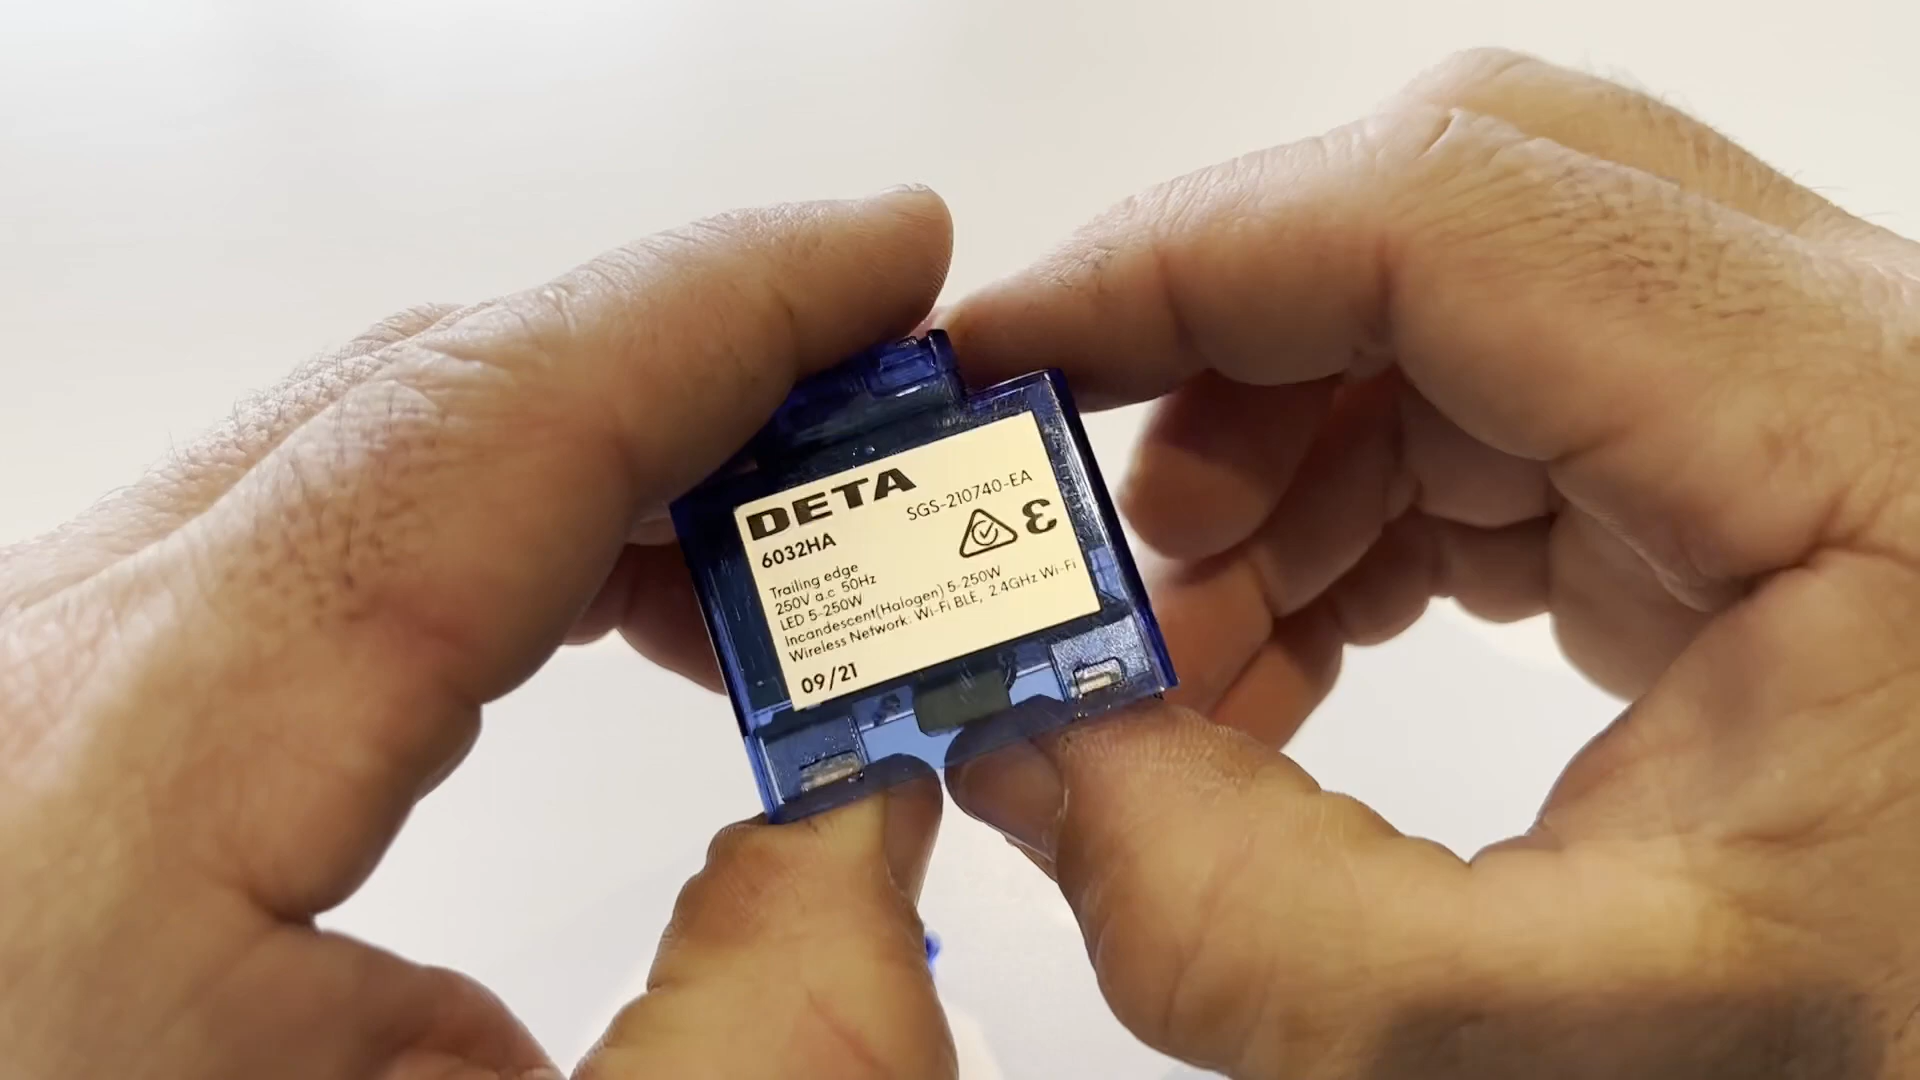 DETA
SGS-210740-EA
6032HA
Trailing edge
250V a.c 50Hz
LED 5-250W
Incandescent(Halogen) 5-250W
Wireless Network: Wi-Fi BLE, 2.4GHz Wi-Fi
09/21